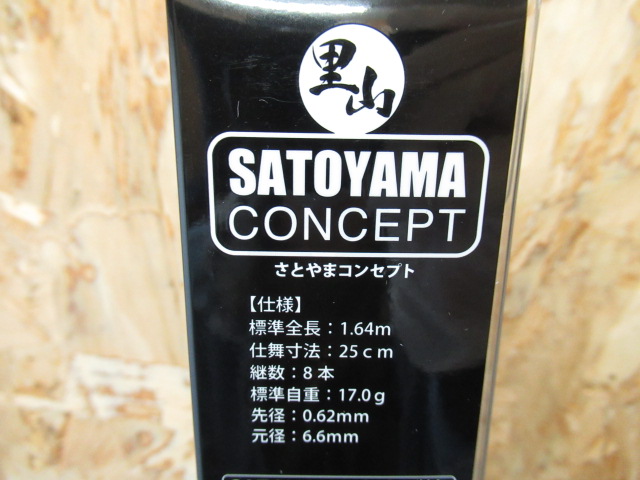 里山
SATOYAMA
CONCEPT
さとやまコンセプト
【仕様】
標準全長：1.64m
仕舞寸法：25ｃｍ
継数：8本
標準自重：17.0ｇ
先径：0.62mm
元径：6.6mm